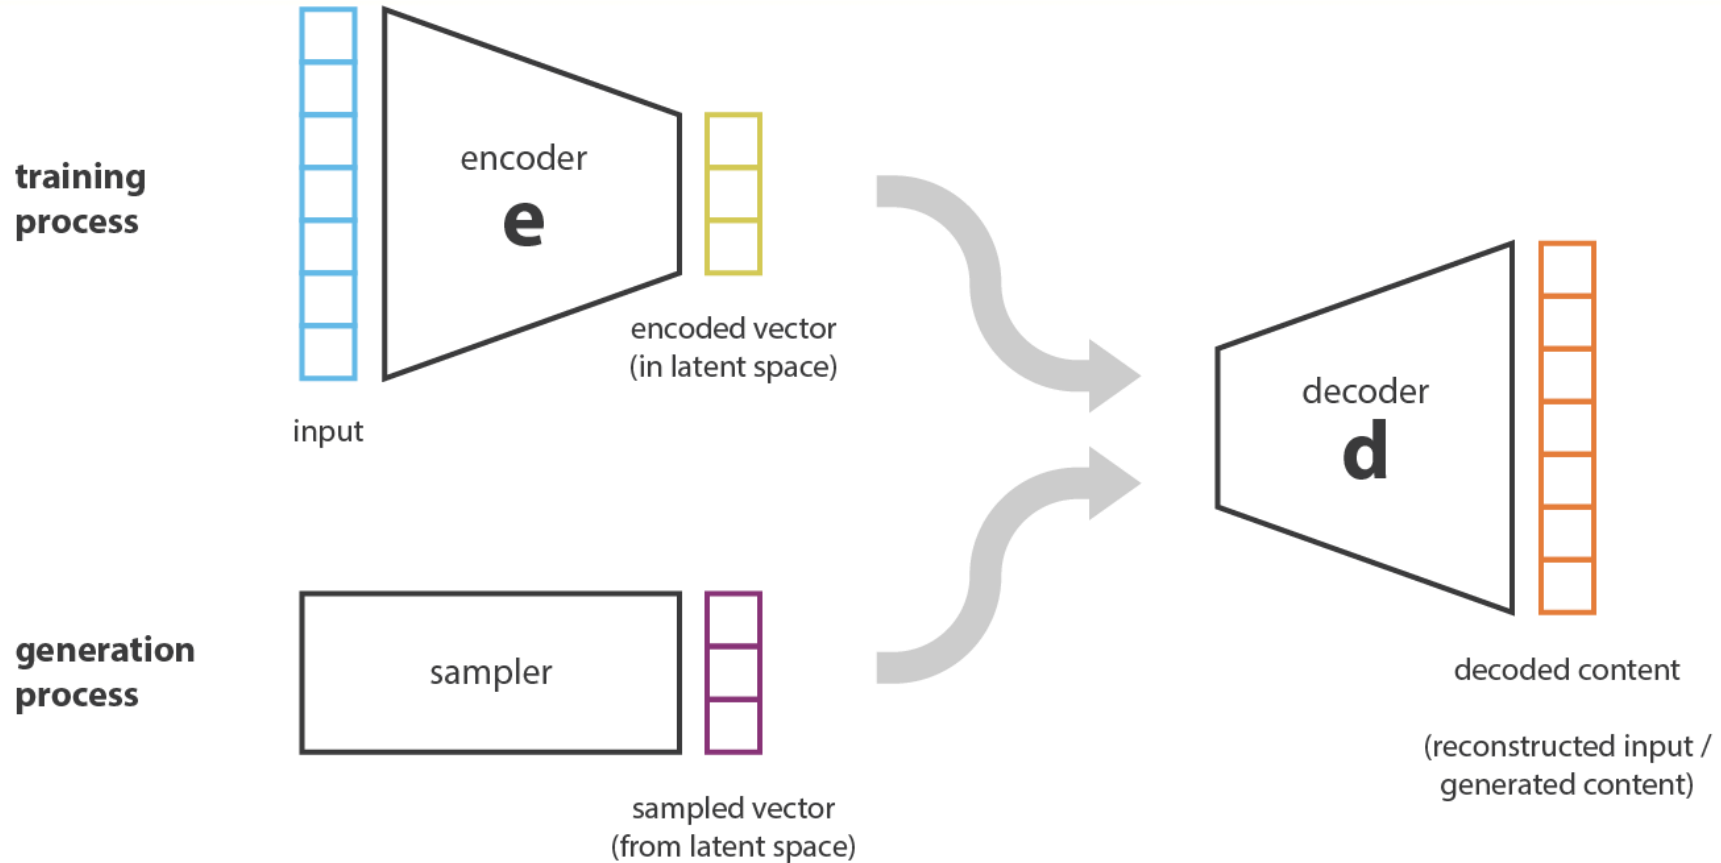 training
process
encoder
e
encoded vector
(in latent space)
input
decoder
d
generation
process
sampler
sampled vector
(from latent space)
decoded content
(reconstructed input /
generated content)